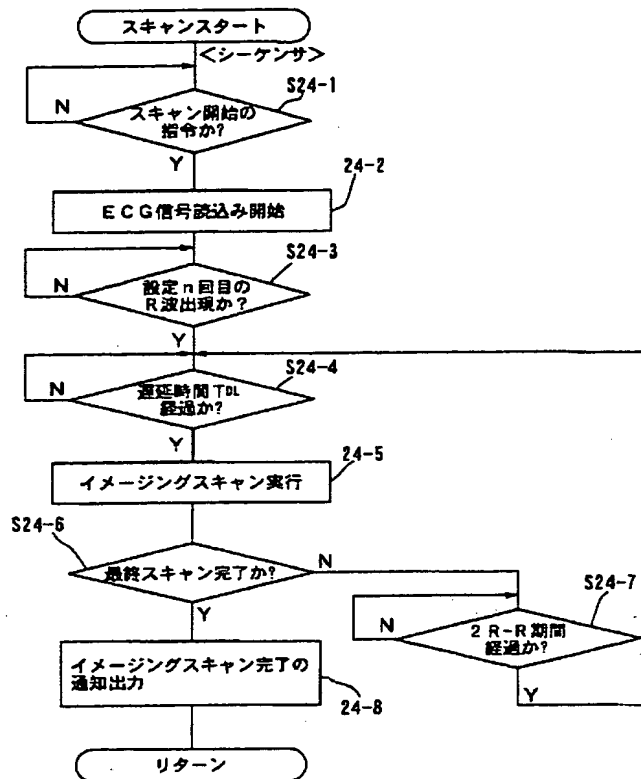 スキャンスタート
<シーケンサ>
S24-1
N
スキャン開始の
指令か?
Y
24-2
ECG信号読込み開始
S24-3
N
設定n回目の
R波出現か?
Y
S24-4
N
遅延時間TDL
経過か?
Y
24-5
イメージングスキャン実行
S24-6
最終スキャン完了か?
N
Y
S24-7
N
2R-R期間
経過か?
Y
イメージングスキャン完了の
通知出力
24-8
リターン